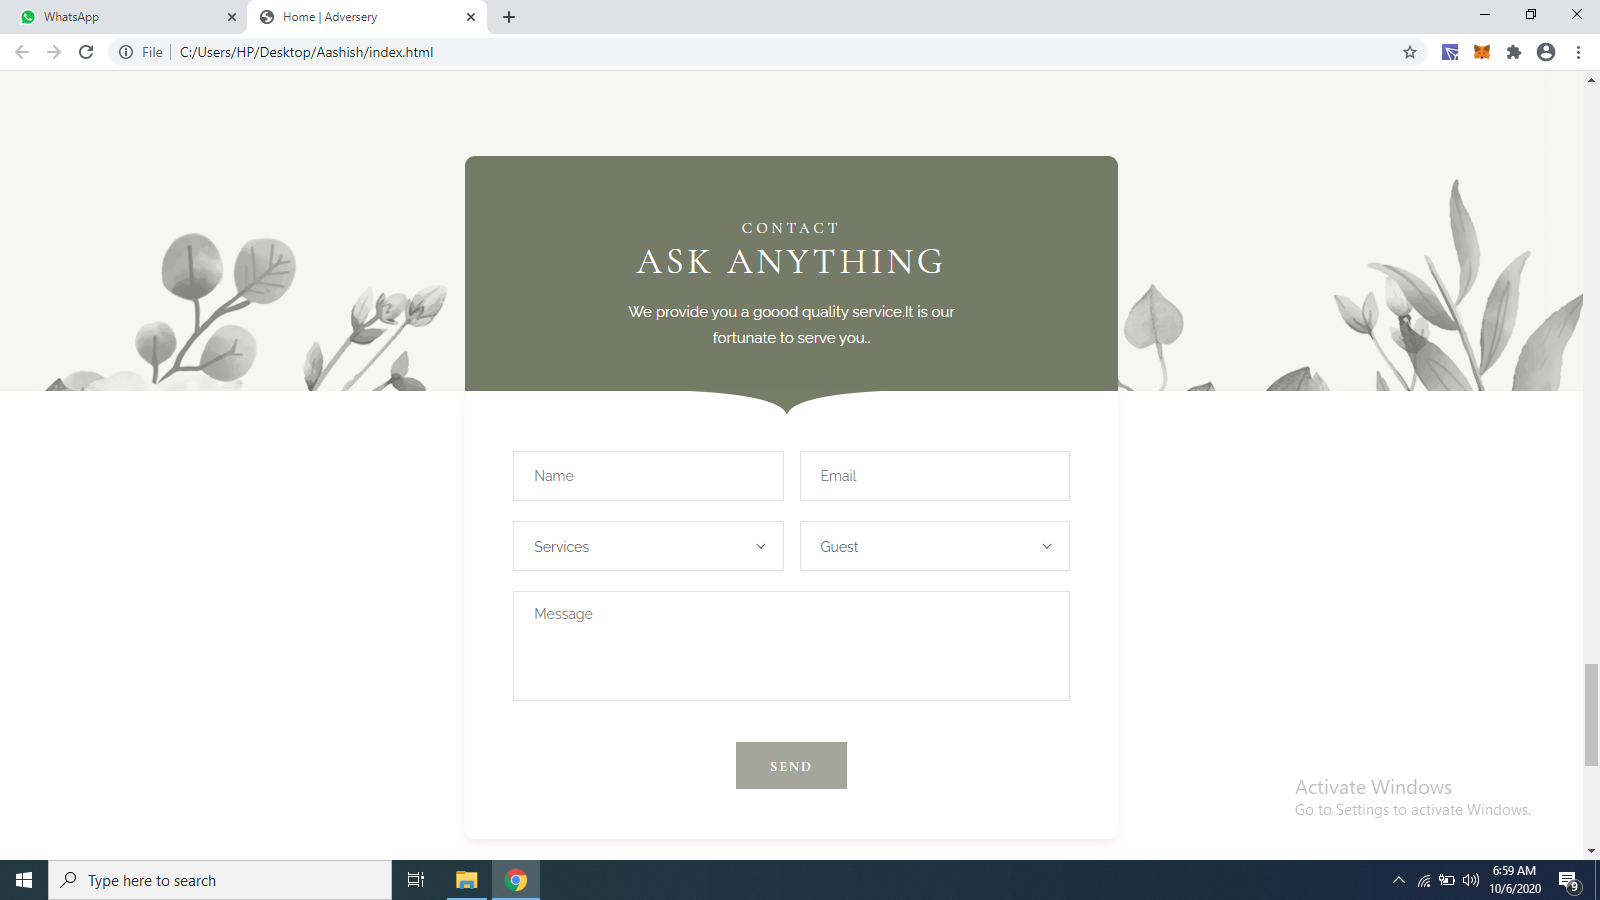 WhatsApp
Home | Adversery
File
C:/Users/HP/Desktop/Aashish/index.html
CONTACT
ASK ANYTHING
We provide you a goood quality service.It is our
fortunate to serve you..
Name
Email
Services
Guest
Message
SEND
Activate Windows
Go to Settings to activate Windows.
Type here to search
6:59 AM
10/6/2020
9